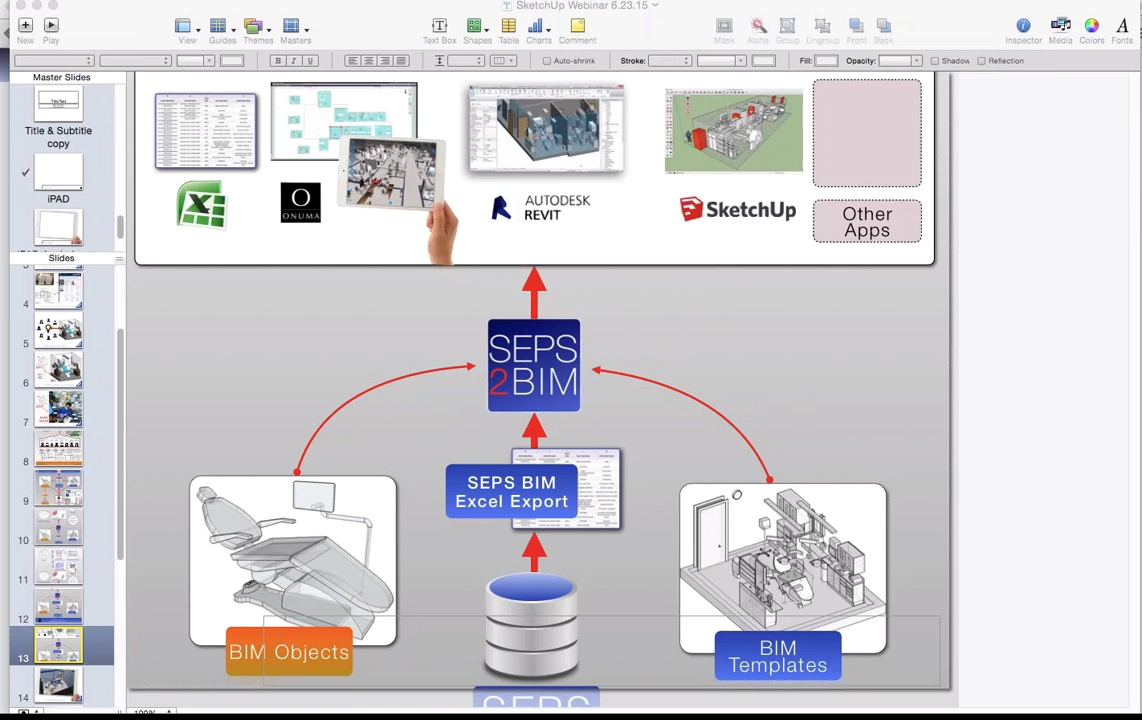 SketchUp Webinar 6.23.15
New
Play
View
Guides
Themes
Masters
Text Box
Shapes
Table
Charts
Comment
Mask
Alpha
Group
Ungroup
Front
Back
Inspector
Media
Colors
Fonts
B
I
U
Auto-shrink
Stroke:
Fill:
Opacity:
Shadow
Reflection
Master Slides
Title & Subtitle
copy
iPAD
Slides
4
5
6
7
8
9
10
11
12
13
14
O
ONUMA
AUTODESK
REVIT
SketchUp
Other
Apps
SEPS
2BIM
SEPS BIM
Excel Export
BIM Objects
BIM
Templates
SEPS
100%